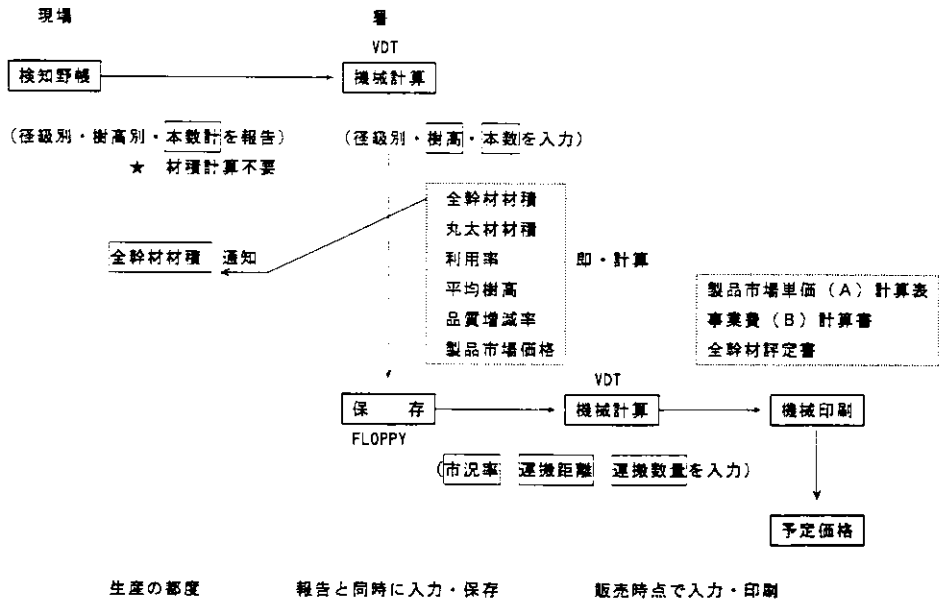 現場 署
VDT
検知野帳 機械計算
(径級別・樹高別・本数計を報告) (径級別・樹高・本数を入力)
★ 材積計算不要
全幹材材積
丸太材材積
全幹材材積 通知 利用率 即・計算
平均樹高 製品市場単価(A)計算表
品質増減率 事業費(B)計算書
製品市場価格 全幹材評定書
VDT
保 存 機械計算 機械印刷
FLOPPY
(市況率 運搬距離 運搬数量を入力)
予定価格
生産の都度 報告と同時に入力・保存 販売時点で入力・印刷